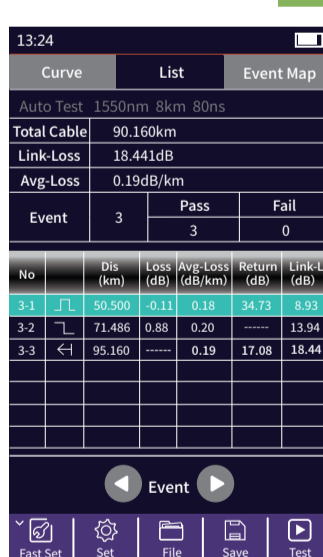 13:24
Curve List Event Map
Auto Test 1550nm 8km 80ns
Total Cable 90.160km
Link-Loss 18.441dB
Avg-Loss 0.19dB/km
Event 3 Pass Fail
3 0
No Dis (km) Loss (dB) Avg-Loss (dB/km) Return (dB) Link-L (dB)
3-1 50.500 -0.11 0.18 34.73 8.93
3-2 71.486 0.88 0.20 ------ 13.94
3-3 95.160 ------ 0.19 17.08 18.44
Event
Fast Set Set File Save Test